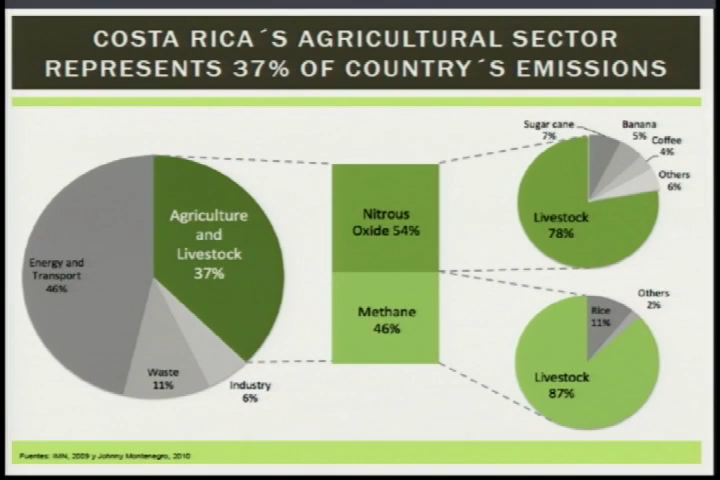 COSTA RICA´S AGRICULTURAL SECTOR
REPRESENTS 37% OF COUNTRY´S EMISSIONS
Energy and
Transport
46%
Agriculture
and
Livestock
37%
Waste
11%
Industry
6%
Nitrous
Oxide 54%
Methane
46%
Sugar cane
7%
Banana
5%
Coffee
4%
Others
6%
Livestock
78%
Rice
11%
Others
2%
Livestock
87%
Fuentes: IMN, 2009 y Johnny Montenegro, 2010